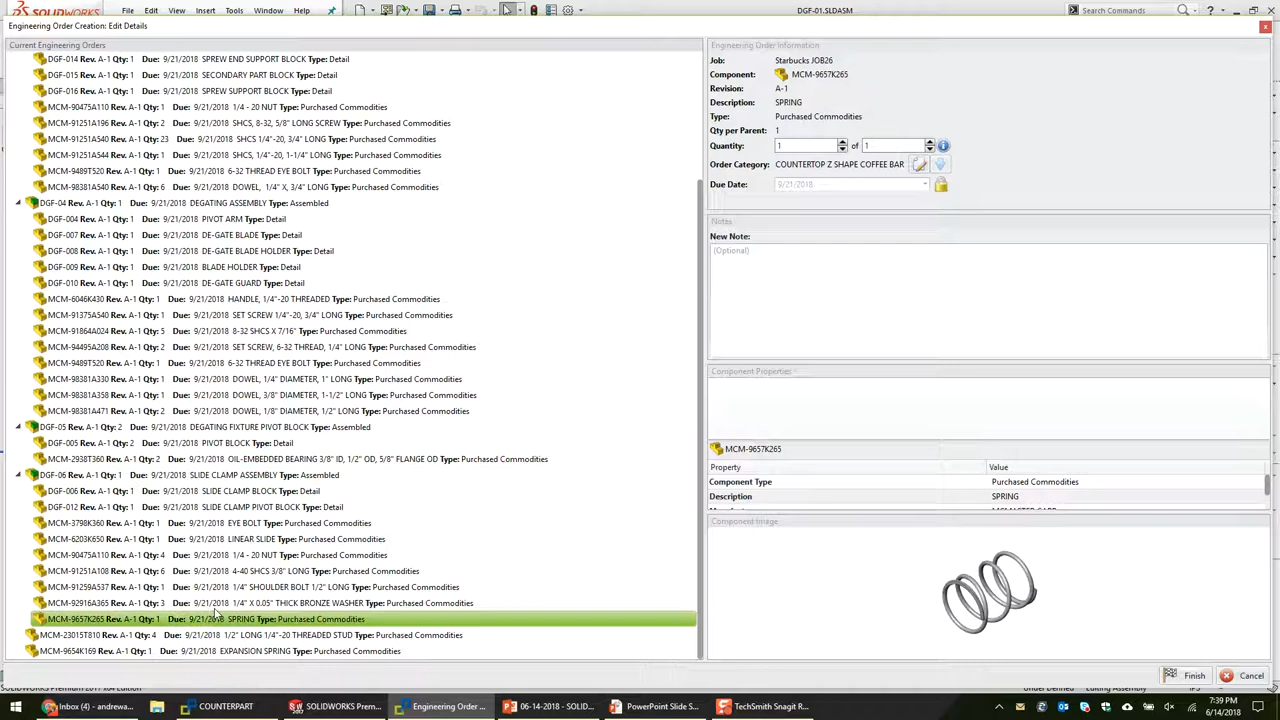 SOLIDWORKS File Edit View Insert Tools Window Help DGF-01.SLDASM Search Commands
Engineering Order Creation: Edit Details
Current Engineering Orders
DGF-014 Rev. A-1 Qty: 1 Due: 9/21/2018 SPREW END SUPPORT BLOCK Type: Detail
DGF-015 Rev. A-1 Qty: 1 Due: 9/21/2018 SECONDARY PART BLOCK Type: Detail
DGF-016 Rev. A-1 Qty: 1 Due: 9/21/2018 SPREW SUPPORT BLOCK Type: Detail
MCM-90475A110 Rev. A-1 Qty: 1 Due: 9/21/2018 1/4 - 20 NUT Type: Purchased Commodities
MCM-91251A196 Rev. A-1 Qty: 2 Due: 9/21/2018 SHCS, 8-32, 5/8" LONG SCREW Type: Purchased Commodities
MCM-91251A540 Rev. A-1 Qty: 23 Due: 9/21/2018 SHCS 1/4"-20, 3/4" LONG Type: Purchased Commodities
MCM-91251A544 Rev. A-1 Qty: 1 Due: 9/21/2018 SHCS, 1/4"-20, 1-1/4" LONG Type: Purchased Commodities
MCM-9489T520 Rev. A-1 Qty: 1 Due: 9/21/2018 6-32 THREAD EYE BOLT Type: Purchased Commodities
MCM-98381A540 Rev. A-1 Qty: 6 Due: 9/21/2018 DOWEL, 1/4" X, 3/4" LONG Type: Purchased Commodities
DGF-04 Rev. A-1 Qty: 1 Due: 9/21/2018 DEGATING ASSEMBLY Type: Assembled
DGF-004 Rev. A-1 Qty: 1 Due: 9/21/2018 PIVOT ARM Type: Detail
DGF-007 Rev. A-1 Qty: 1 Due: 9/21/2018 DE-GATE BLADE Type: Detail
DGF-008 Rev. A-1 Qty: 1 Due: 9/21/2018 DE-GATE BLADE HOLDER Type: Detail
DGF-009 Rev. A-1 Qty: 1 Due: 9/21/2018 BLADE HOLDER Type: Detail
DGF-010 Rev. A-1 Qty: 1 Due: 9/21/2018 DE-GATE GUARD Type: Detail
MCM-6046K430 Rev. A-1 Qty: 1 Due: 9/21/2018 HANDLE, 1/4"-20 THREADED Type: Purchased Commodities
MCM-91375A540 Rev. A-1 Qty: 1 Due: 9/21/2018 SET SCREW 1/4"-20, 3/4" LONG Type: Purchased Commodities
MCM-91864A024 Rev. A-1 Qty: 5 Due: 9/21/2018 8-32 SHCS X 7/16" Type: Purchased Commodities
MCM-94495A208 Rev. A-1 Qty: 2 Due: 9/21/2018 SET SCREW, 6-32 THREAD, 1/4" LONG Type: Purchased Commodities
MCM-9489T520 Rev. A-1 Qty: 1 Due: 9/21/2018 6-32 THREAD EYE BOLT Type: Purchased Commodities
MCM-98381A330 Rev. A-1 Qty: 1 Due: 9/21/2018 DOWEL, 1/4" DIAMETER, 1" LONG Type: Purchased Commodities
MCM-98381A358 Rev. A-1 Qty: 1 Due: 9/21/2018 DOWEL, 3/8" DIAMETER, 1-1/2" LONG Type: Purchased Commodities
MCM-98381A471 Rev. A-1 Qty: 2 Due: 9/21/2018 DOWEL, 1/8" DIAMETER, 1/2" LONG Type: Purchased Commodities
DGF-05 Rev. A-1 Qty: 2 Due: 9/21/2018 DEGATING FIXTURE PIVOT BLOCK Type: Assembled
DGF-005 Rev. A-1 Qty: 2 Due: 9/21/2018 PIVOT BLOCK Type: Detail
MCM-2938T360 Rev. A-1 Qty: 2 Due: 9/21/2018 OIL-EMBEDDED BEARING 3/8" ID, 1/2" OD, 5/8" FLANGE OD Type: Purchased Commodities
DGF-06 Rev. A-1 Qty: 1 Due: 9/21/2018 SLIDE CLAMP ASSEMBLY Type: Assembled
DGF-006 Rev. A-1 Qty: 1 Due: 9/21/2018 SLIDE CLAMP BLOCK Type: Detail
DGF-012 Rev. A-1 Qty: 1 Due: 9/21/2018 SLIDE CLAMP PIVOT BLOCK Type: Detail
MCM-3798K360 Rev. A-1 Qty: 1 Due: 9/21/2018 EYE BOLT Type: Purchased Commodities
MCM-6203K650 Rev. A-1 Qty: 1 Due: 9/21/2018 LINEAR SLIDE Type: Purchased Commodities
MCM-90475A110 Rev. A-1 Qty: 4 Due: 9/21/2018 1/4 - 20 NUT Type: Purchased Commodities
MCM-91251A108 Rev. A-1 Qty: 6 Due: 9/21/2018 4-40 SHCS 3/8" LONG Type: Purchased Commodities
MCM-91259A537 Rev. A-1 Qty: 1 Due: 9/21/2018 1/4" SHOULDER BOLT 1/2" LONG Type: Purchased Commodities
MCM-92916A365 Rev. A-1 Qty: 3 Due: 9/21/2018 1/4" X 0.05" THICK BRONZE WASHER Type: Purchased Commodities
MCM-9657K265 Rev. A-1 Qty: 1 Due: 9/21/2018 SPRING Type: Purchased Commodities
MCM-23015T810 Rev. A-1 Qty: 4 Due: 9/21/2018 1/2" LONG 1/4"-20 THREADED STUD Type: Purchased Commodities
MCM-9654K169 Rev. A-1 Qty: 1 Due: 9/21/2018 EXPANSION SPRING Type: Purchased Commodities
Engineering Order Information
Job: Starbucks JOB26
Component: MCM-9657K265
Revision: A-1
Description: SPRING
Type: Purchased Commodities
Qty per Parent: 1
Quantity: 1 of 1
Order Category: COUNTERTOP Z SHAPE COFFEE BAR
Due Date: 9/21/2018
Notes
New Note:
(Optional)
Component Properties
MCM-9657K265
Property Value
Component Type Purchased Commodities
Description SPRING
Component Image
Finish Cancel
Inbox (4) - andrewa... COUNTERPART SOLIDWORKS Prem... Engineering Order ... 06-14-2018 - SOLID... PowerPoint Slide S... TechSmith Snagit R... 7:39 PM
6/14/2018